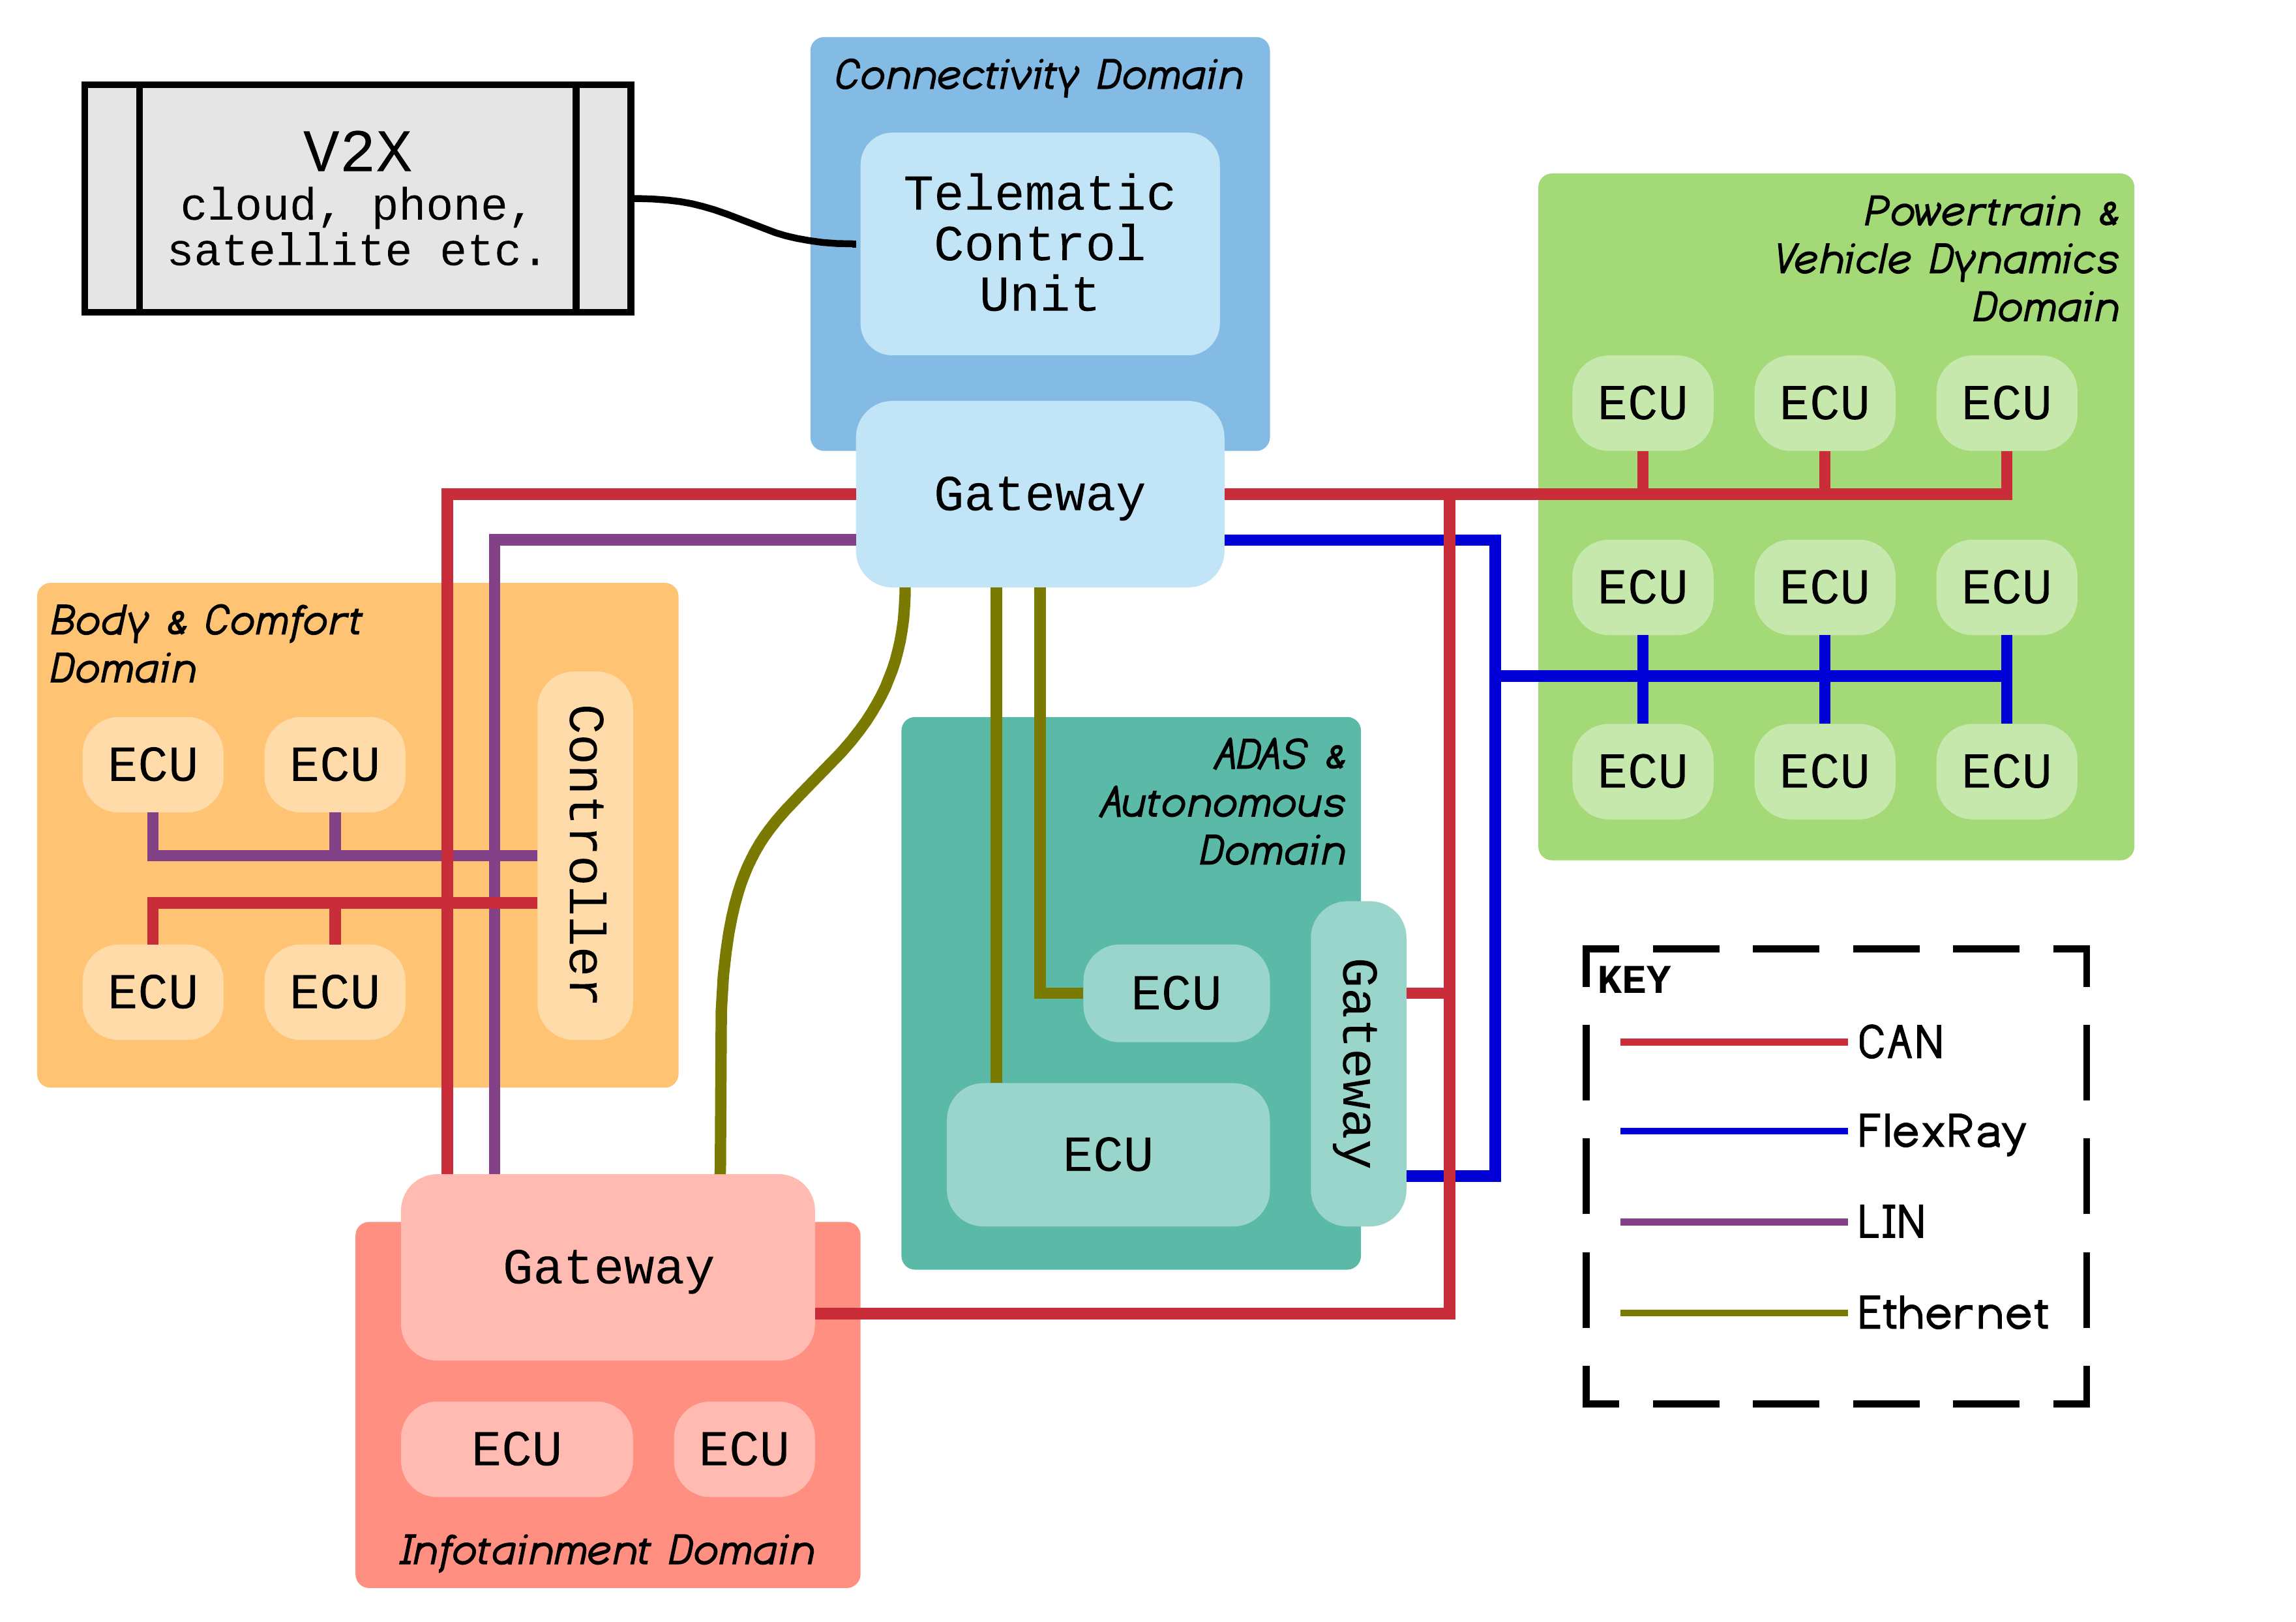 V2X
cloud, phone,
satellite etc.
Connectivity Domain
Telematic
Control
Unit
Gateway
Powertrain &
Vehicle Dynamics
Domain
ECU ECU ECU
ECU ECU ECU
ECU ECU ECU
Body & Comfort
Domain
ECU ECU
ECU ECU
Controller
ADAS &
Autonomous
Domain
ECU
ECU
Gateway
Gateway
ECU ECU
Infotainment Domain
KEY
CAN
FlexRay
LIN
Ethernet